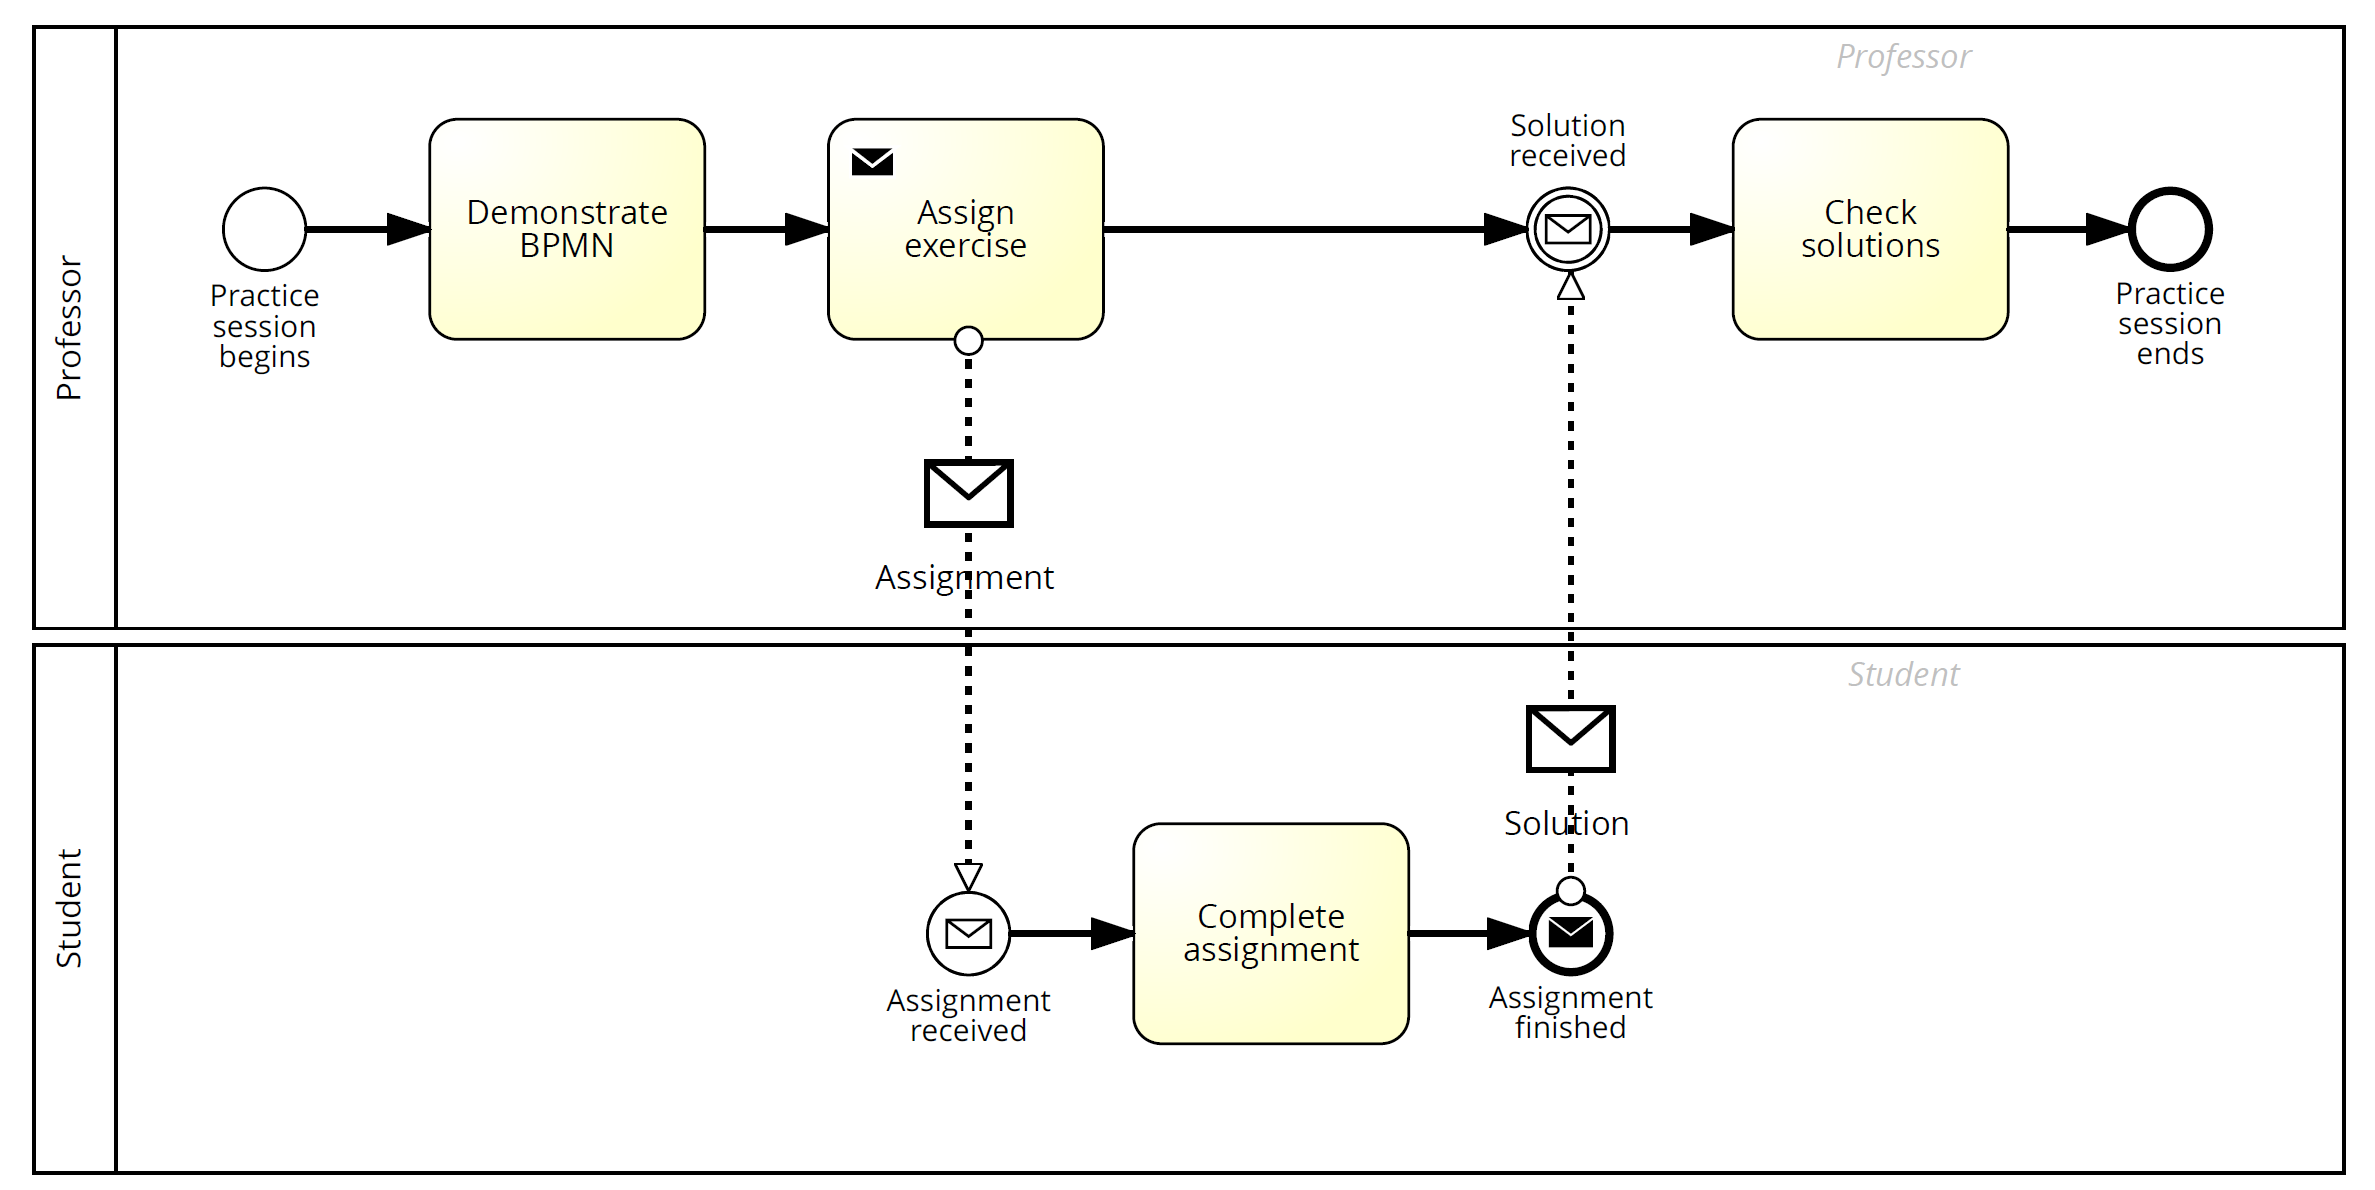 Professor
Professor
Practice
session
begins
Demonstrate
BPMN
Assign
exercise
Solution
received
Check
solutions
Practice
session
ends
Assignment
Student
Student
Assignment
received
Complete
assignment
Solution
Assignment
finished